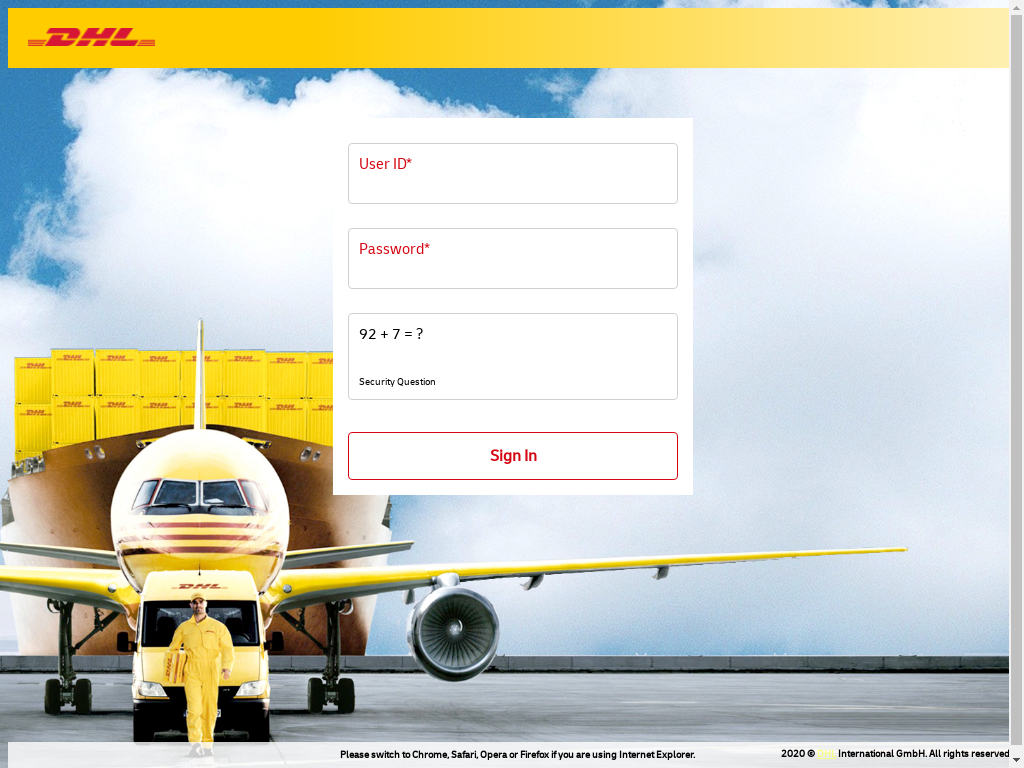 DHL
User ID*
Password*
92 + 7 = ?
Security Question
Sign In
DHL
Please switch to Chrome, Safari, Opera or Firefox if you are using Internet Explorer.
2020 © DHL International GmbH. All rights reserved